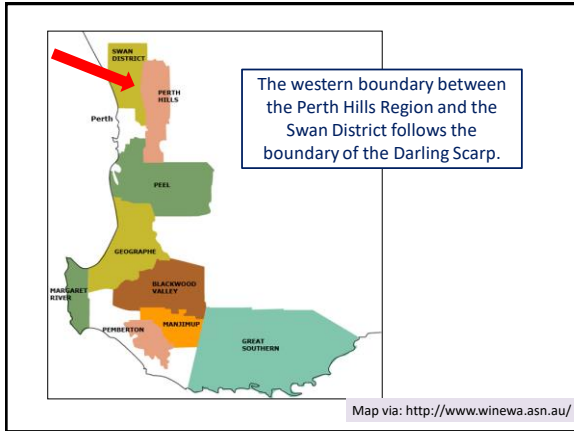 SWAN
DISTRICT
PERTH
HILLS
Perth
The western boundary between
the Perth Hills Region and the
Swan District follows the
boundary of the Darling Scarp.
PEEL
GEOGRAPHE
MARGARET
RIVER
BLACKWOOD
VALLEY
PEMBERTON
MANJIMUP
GREAT
SOUTHERN
Map via: http://www.winewa.asn.au/